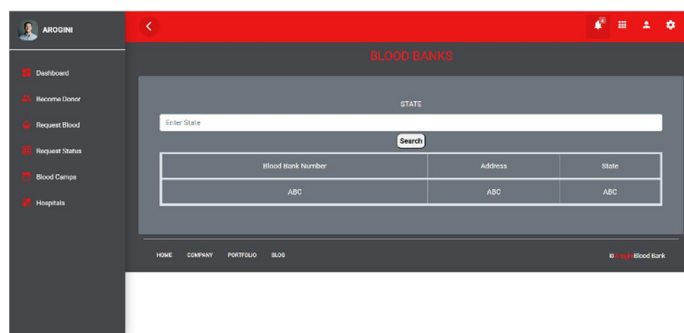 AROGINI
Dashboard
Become Donor
Request Blood
Request Status
Blood Camps
Hospitals
BLOOD BANKS
STATE
Enter State
Search
Blood Bank Number Address State
ABC ABC ABC
HOME COMPANY PORTFOLIO BLOG
© Blood Bank